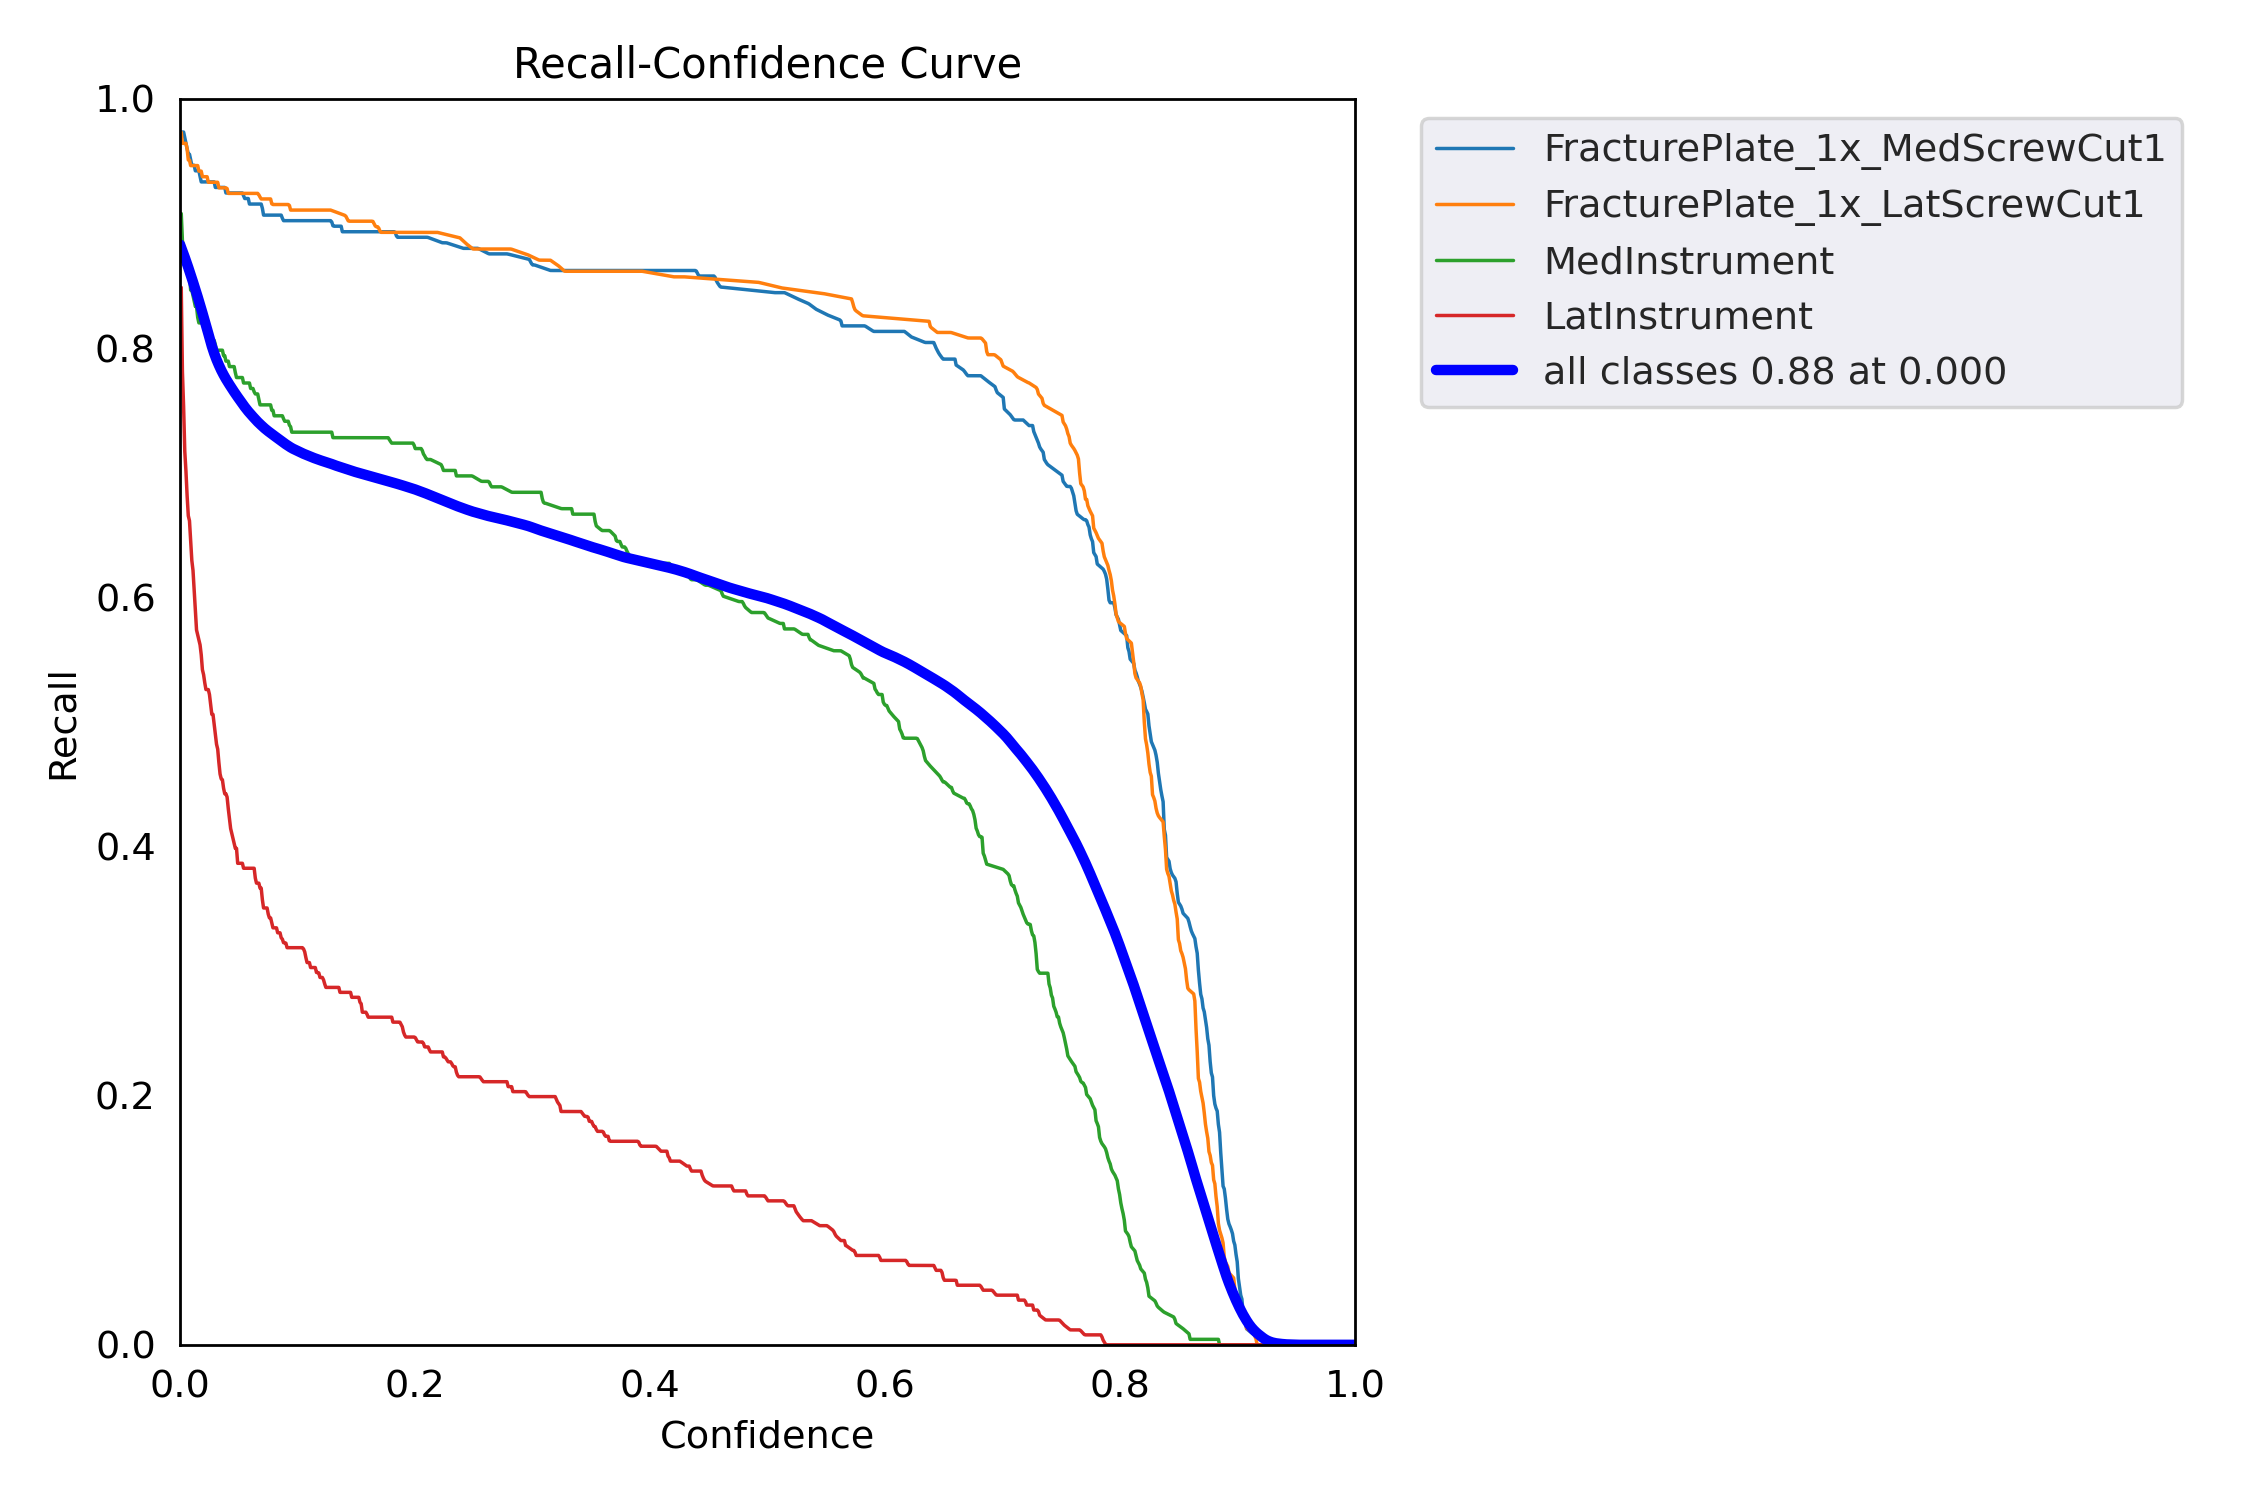 Recall-Confidence Curve
1.0
0.8
0.6
0.4
0.2
0.0
Recall
0.0 0.2 0.4 0.6 0.8 1.0
Confidence
FracturePlate_1x_MedScrewCut1
FracturePlate_1x_LatScrewCut1
MedInstrument
LatInstrument
all classes 0.88 at 0.000